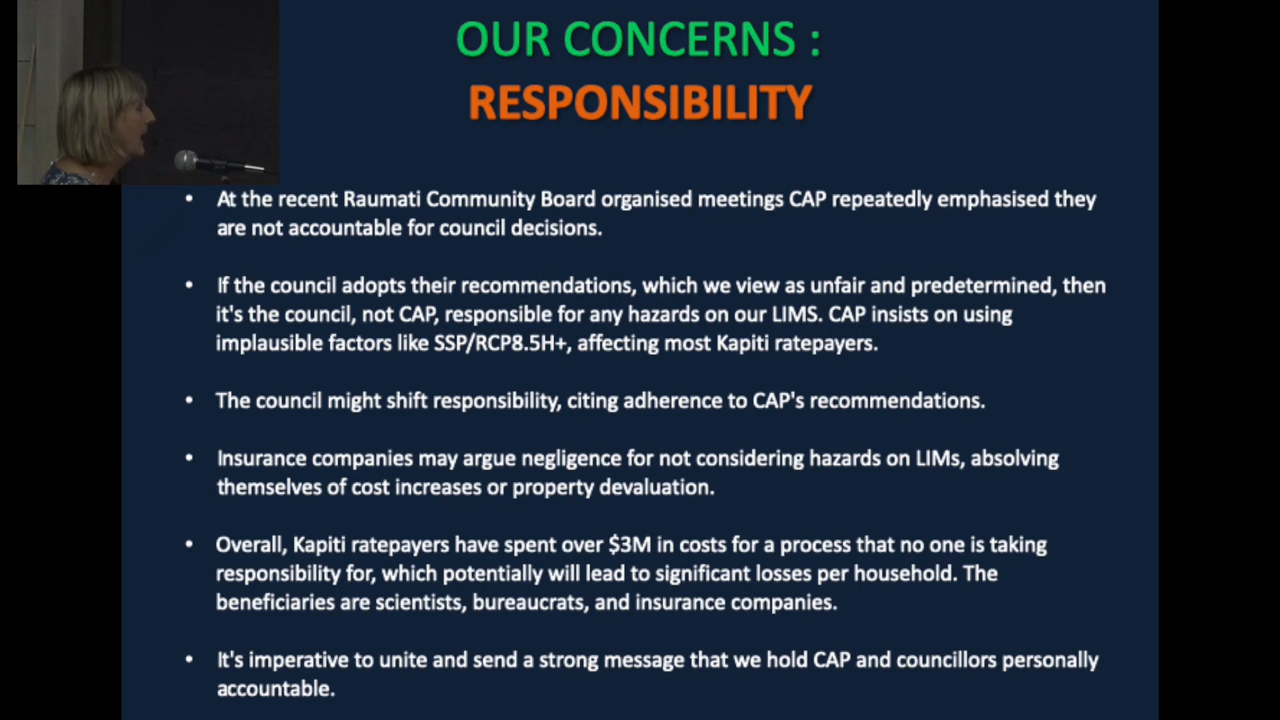 OUR CONCERNS :
RESPONSIBILITY
• At the recent Raumati Community Board organised meetings CAP repeatedly emphasised they
are not accountable for council decisions.
• If the council adopts their recommendations, which we view as unfair and predetermined, then
it's the council, not CAP, responsible for any hazards on our LIMS. CAP insists on using
implausible factors like SSP/RCP8.5H+, affecting most Kapiti ratepayers.
• The council might shift responsibility, citing adherence to CAP's recommendations.
• Insurance companies may argue negligence for not considering hazards on LIMs, absolving
themselves of cost increases or property devaluation.
• Overall, Kapiti ratepayers have spent over $3M in costs for a process that no one is taking
responsibility for, which potentially will lead to significant losses per household. The
beneficiaries are scientists, bureaucrats, and insurance companies.
• It's imperative to unite and send a strong message that we hold CAP and councillors personally
accountable.